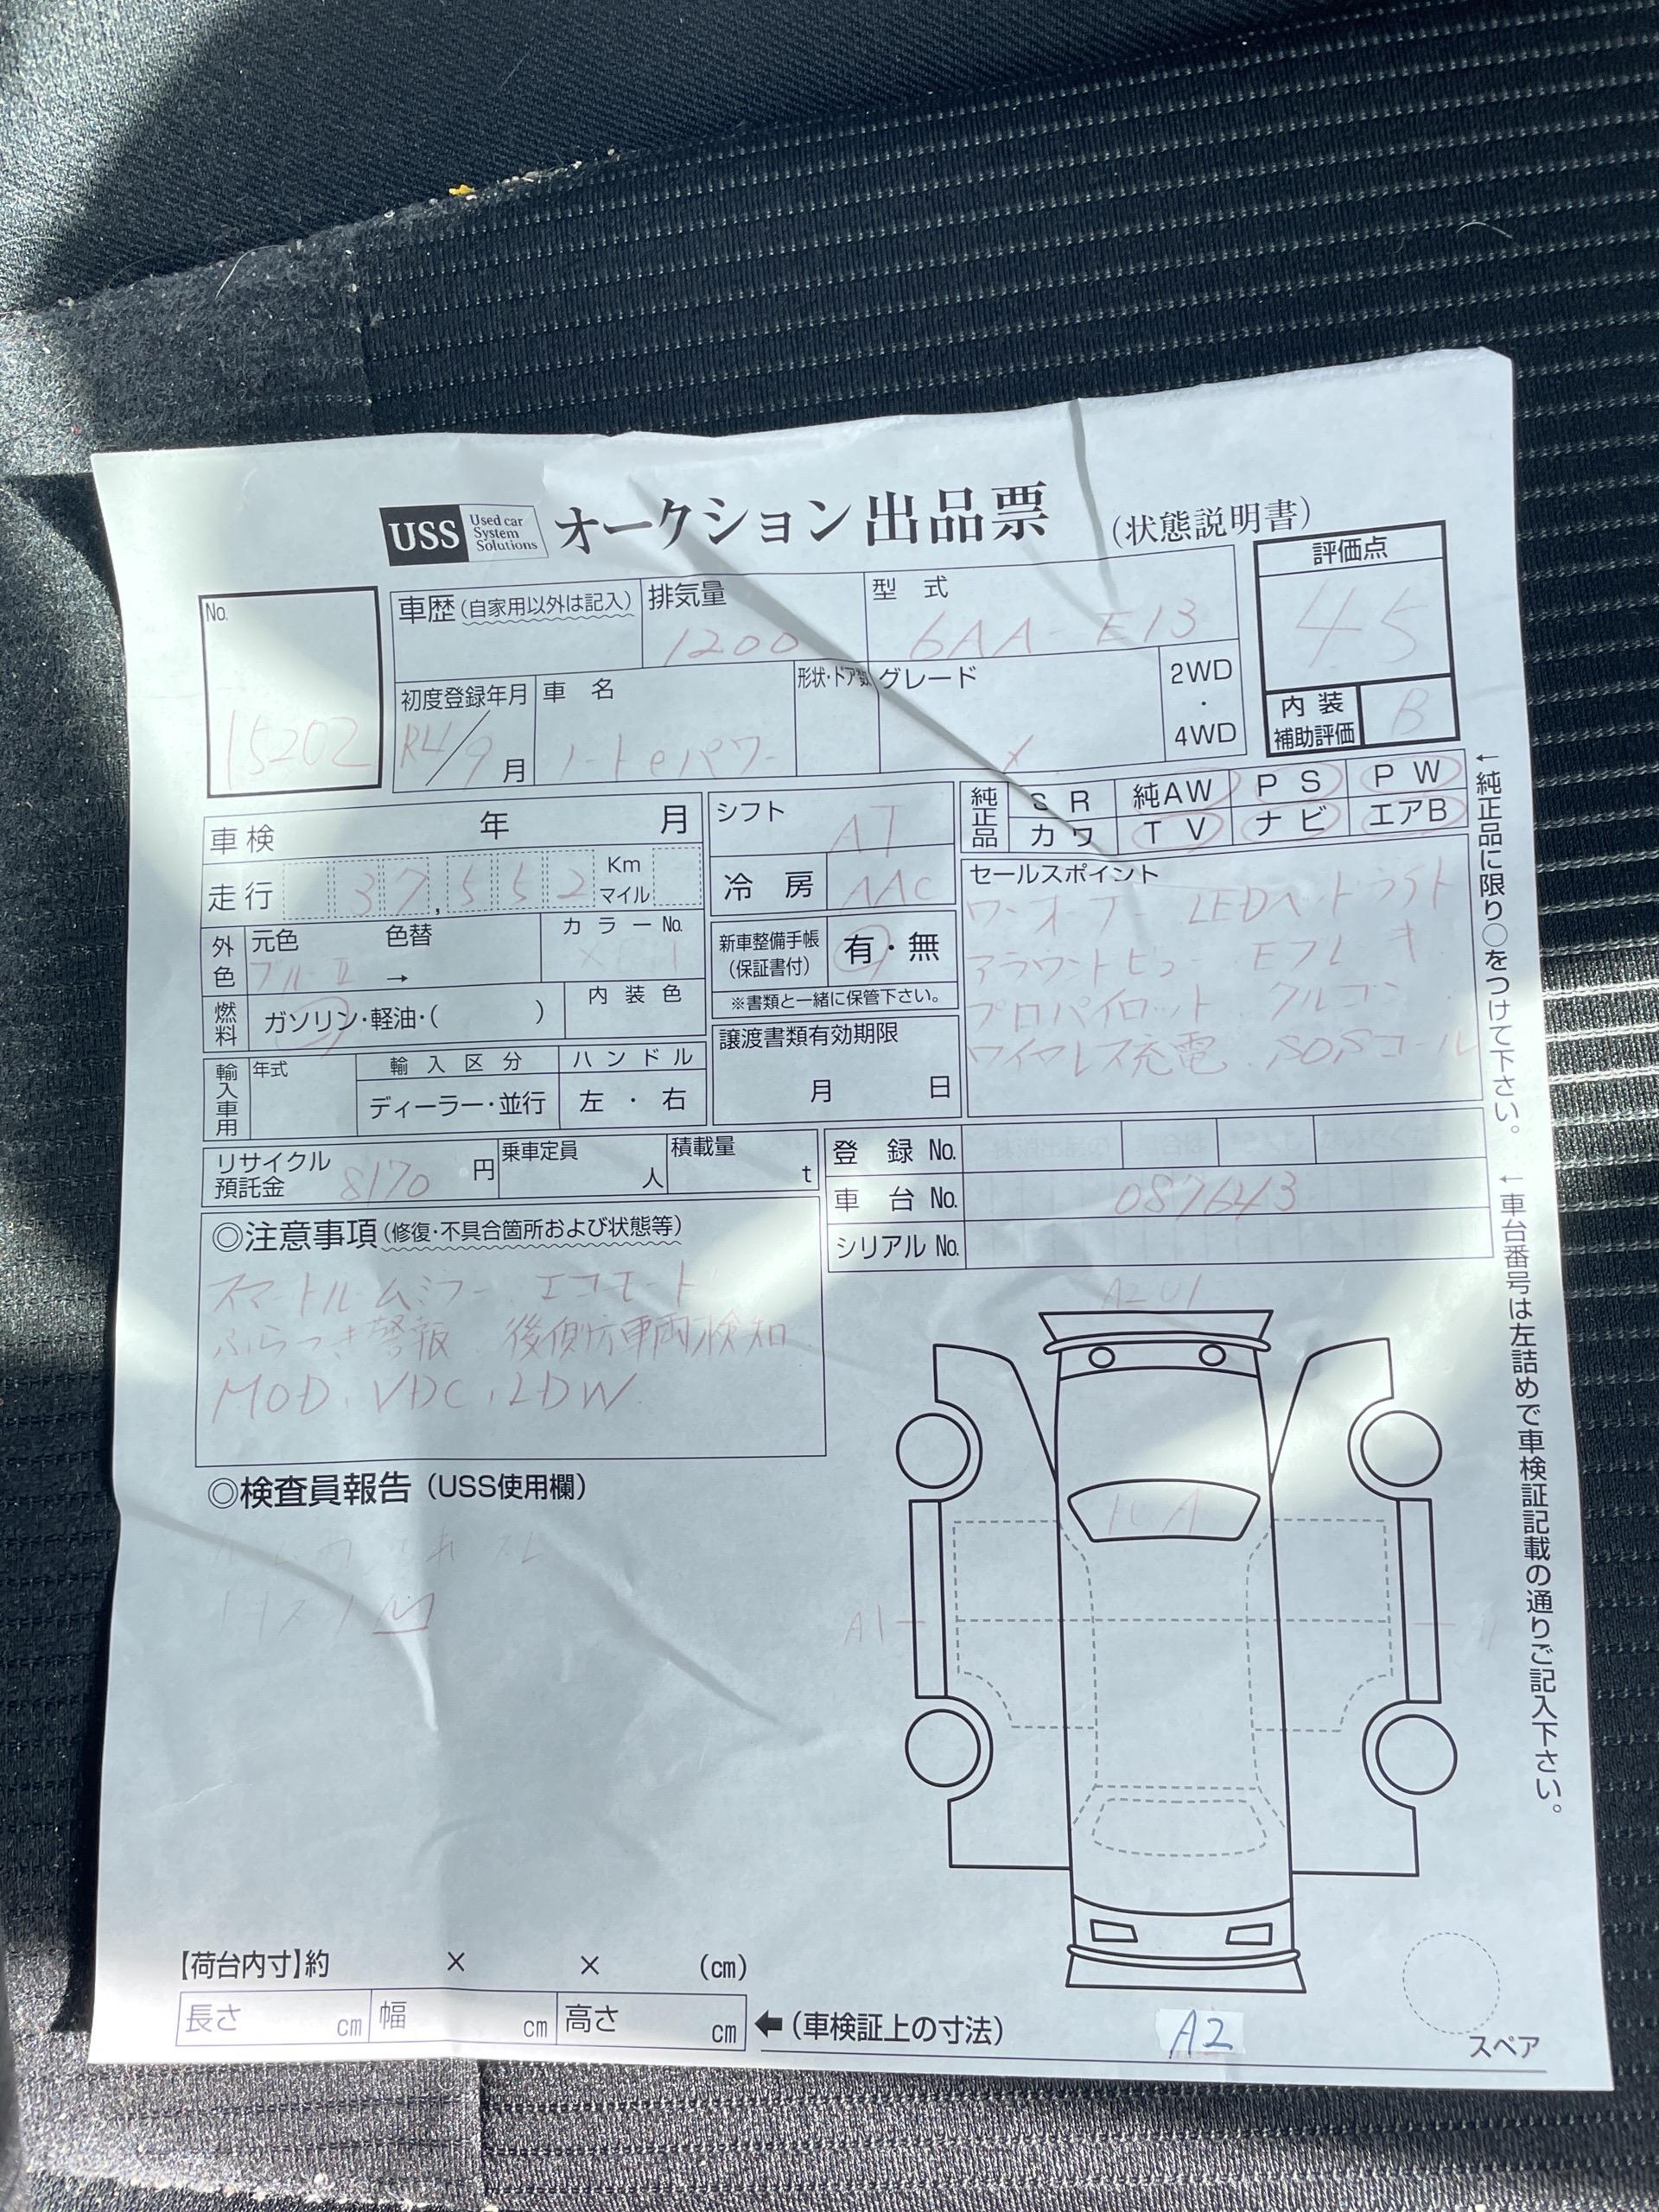 USS Used car System Solutions オークション出品票 (状態説明書)
No. 15202
車歴(自家用以外は記入)
排気量 1200
型式 6AA-E13
評価点 4.5
内装補助評価 B
初度登録年月 R4/9月
車名 ノートeパワー
形状・ドア数
グレード X
2WD・4WD
車検 年 月
走行 37,552 Km マイル
シフト AT
冷房 AAC
純正品 SR 純AW PS PW
カワ TV ナビ エアB
←純正品に限り○をつけて下さい。
外色 元色 色替 →
カラーNo.
新車整備手帳(保証書付) 有・無
※書類と一緒に保管下さい。
燃料 ガソリン・軽油・( )
内装色
譲渡書類有効期限 月 日
セールスポイント
ワンオーナー LEDヘッドライト
アラウンドビュー
プロパイロット クルコン
ワイヤレス充電 SOSコール
輸入車用 年式
輸入区分 ディーラー・並行
ハンドル 左・右
リサイクル預託金 8170円
乗車定員 人
積載量 t
登録No.
車台No. 087643
シリアルNo.
←車台番号は左詰めで車検証記載の通りご記入下さい。
◎注意事項(修復・不具合箇所および状態等)
スマートルームミラー エコモード
ふらつき警報 後側方車両検知
MOD、VDC、LDW
◎検査員報告(USS使用欄)
A1
【荷台内寸】約 × × (cm)
長さ cm 幅 cm 高さ cm ←(車検証上の寸法)
A2
スペア